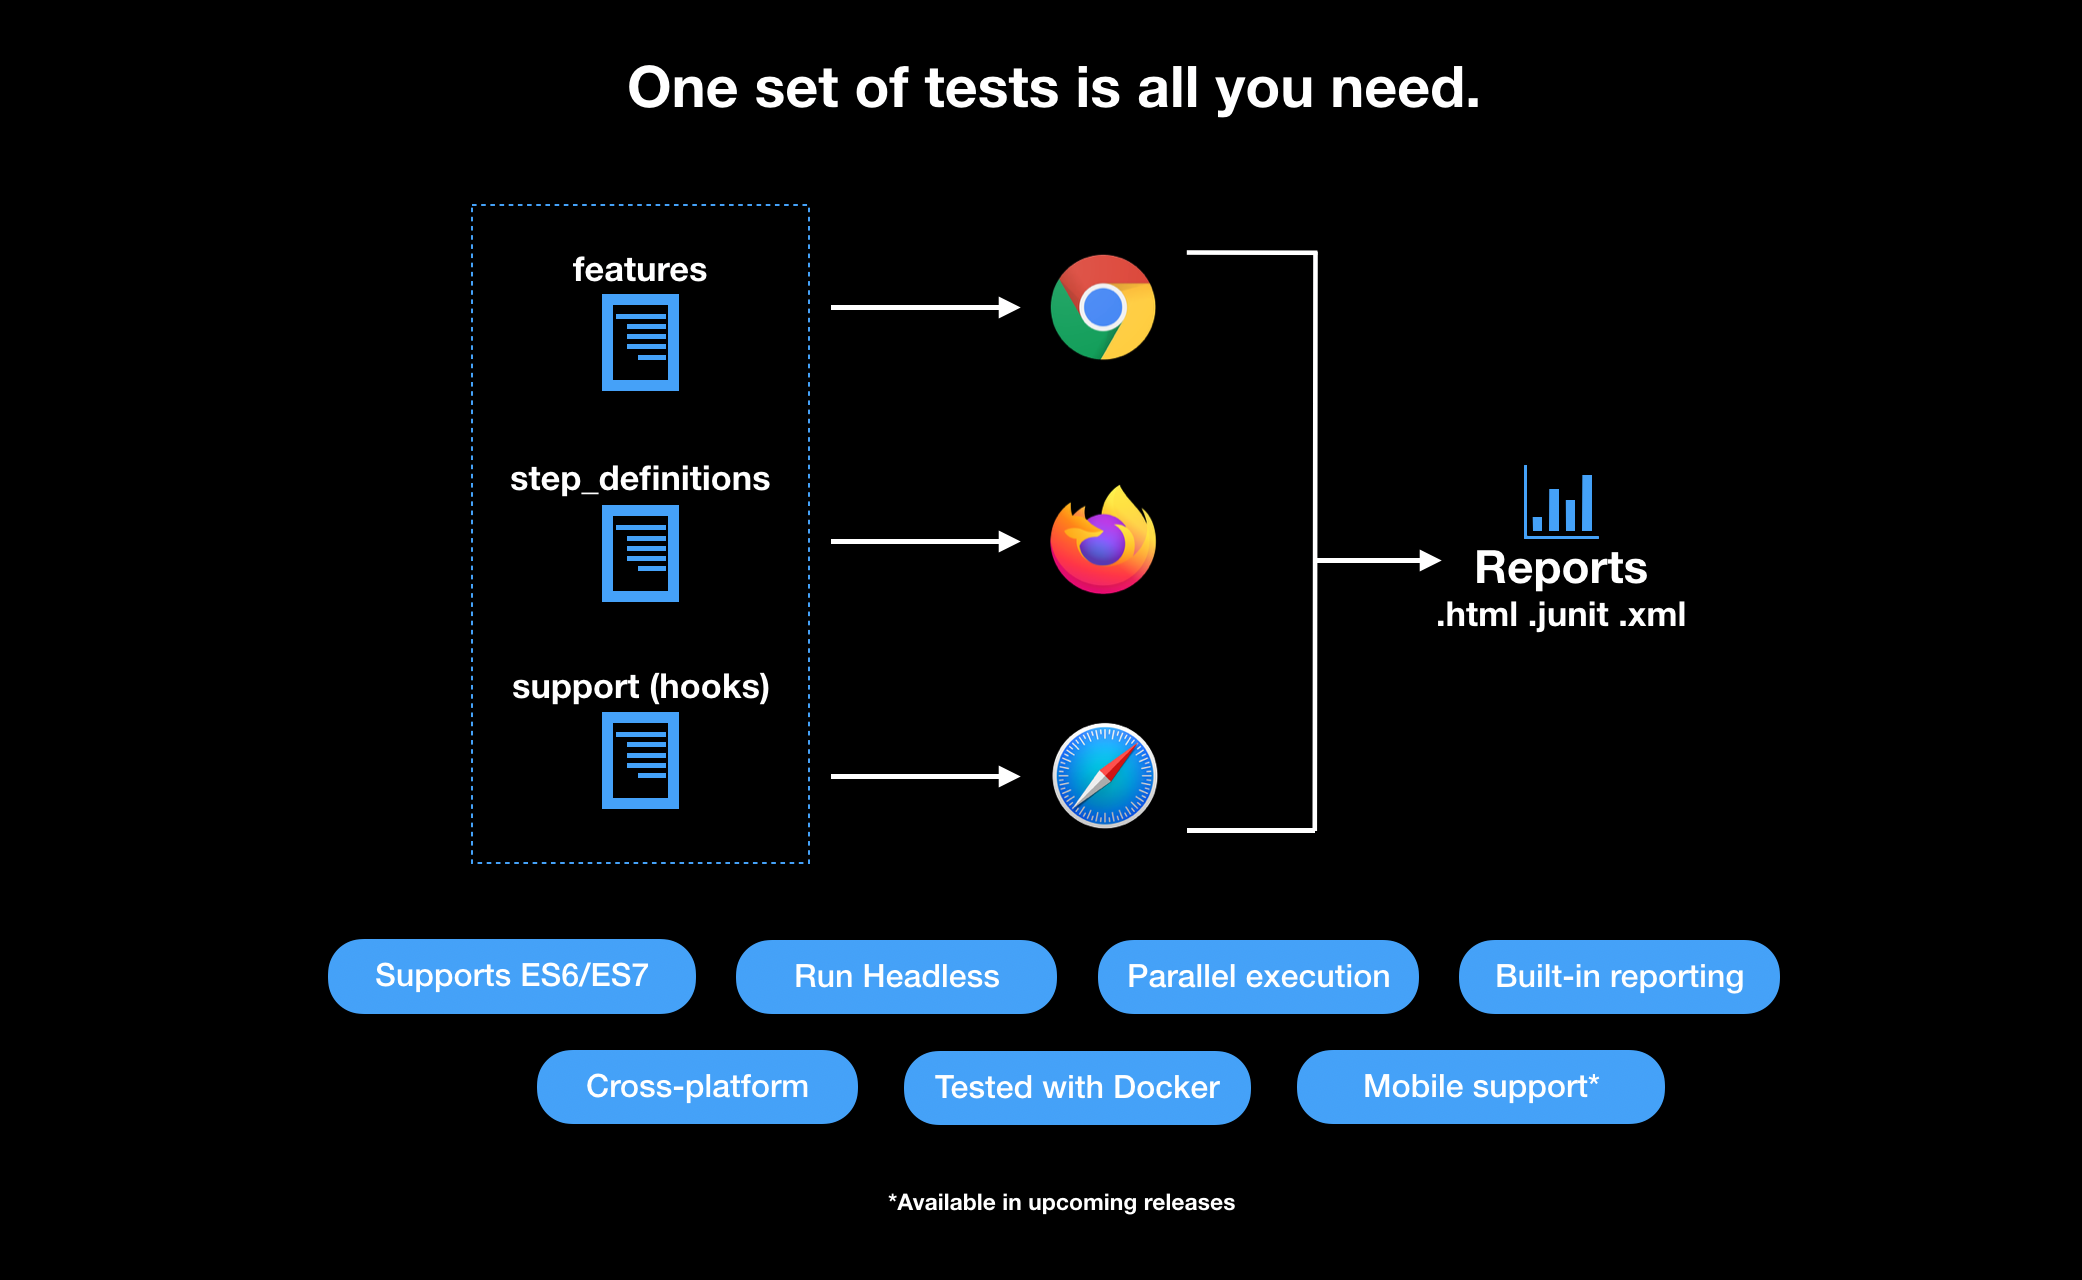 One set of tests is all you need.
features
step_definitions
support (hooks)
Reports
.html .junit .xml
Supports ES6/ES7
Run Headless
Parallel execution
Built-in reporting
Cross-platform
Tested with Docker
Mobile support*
*Available in upcoming releases